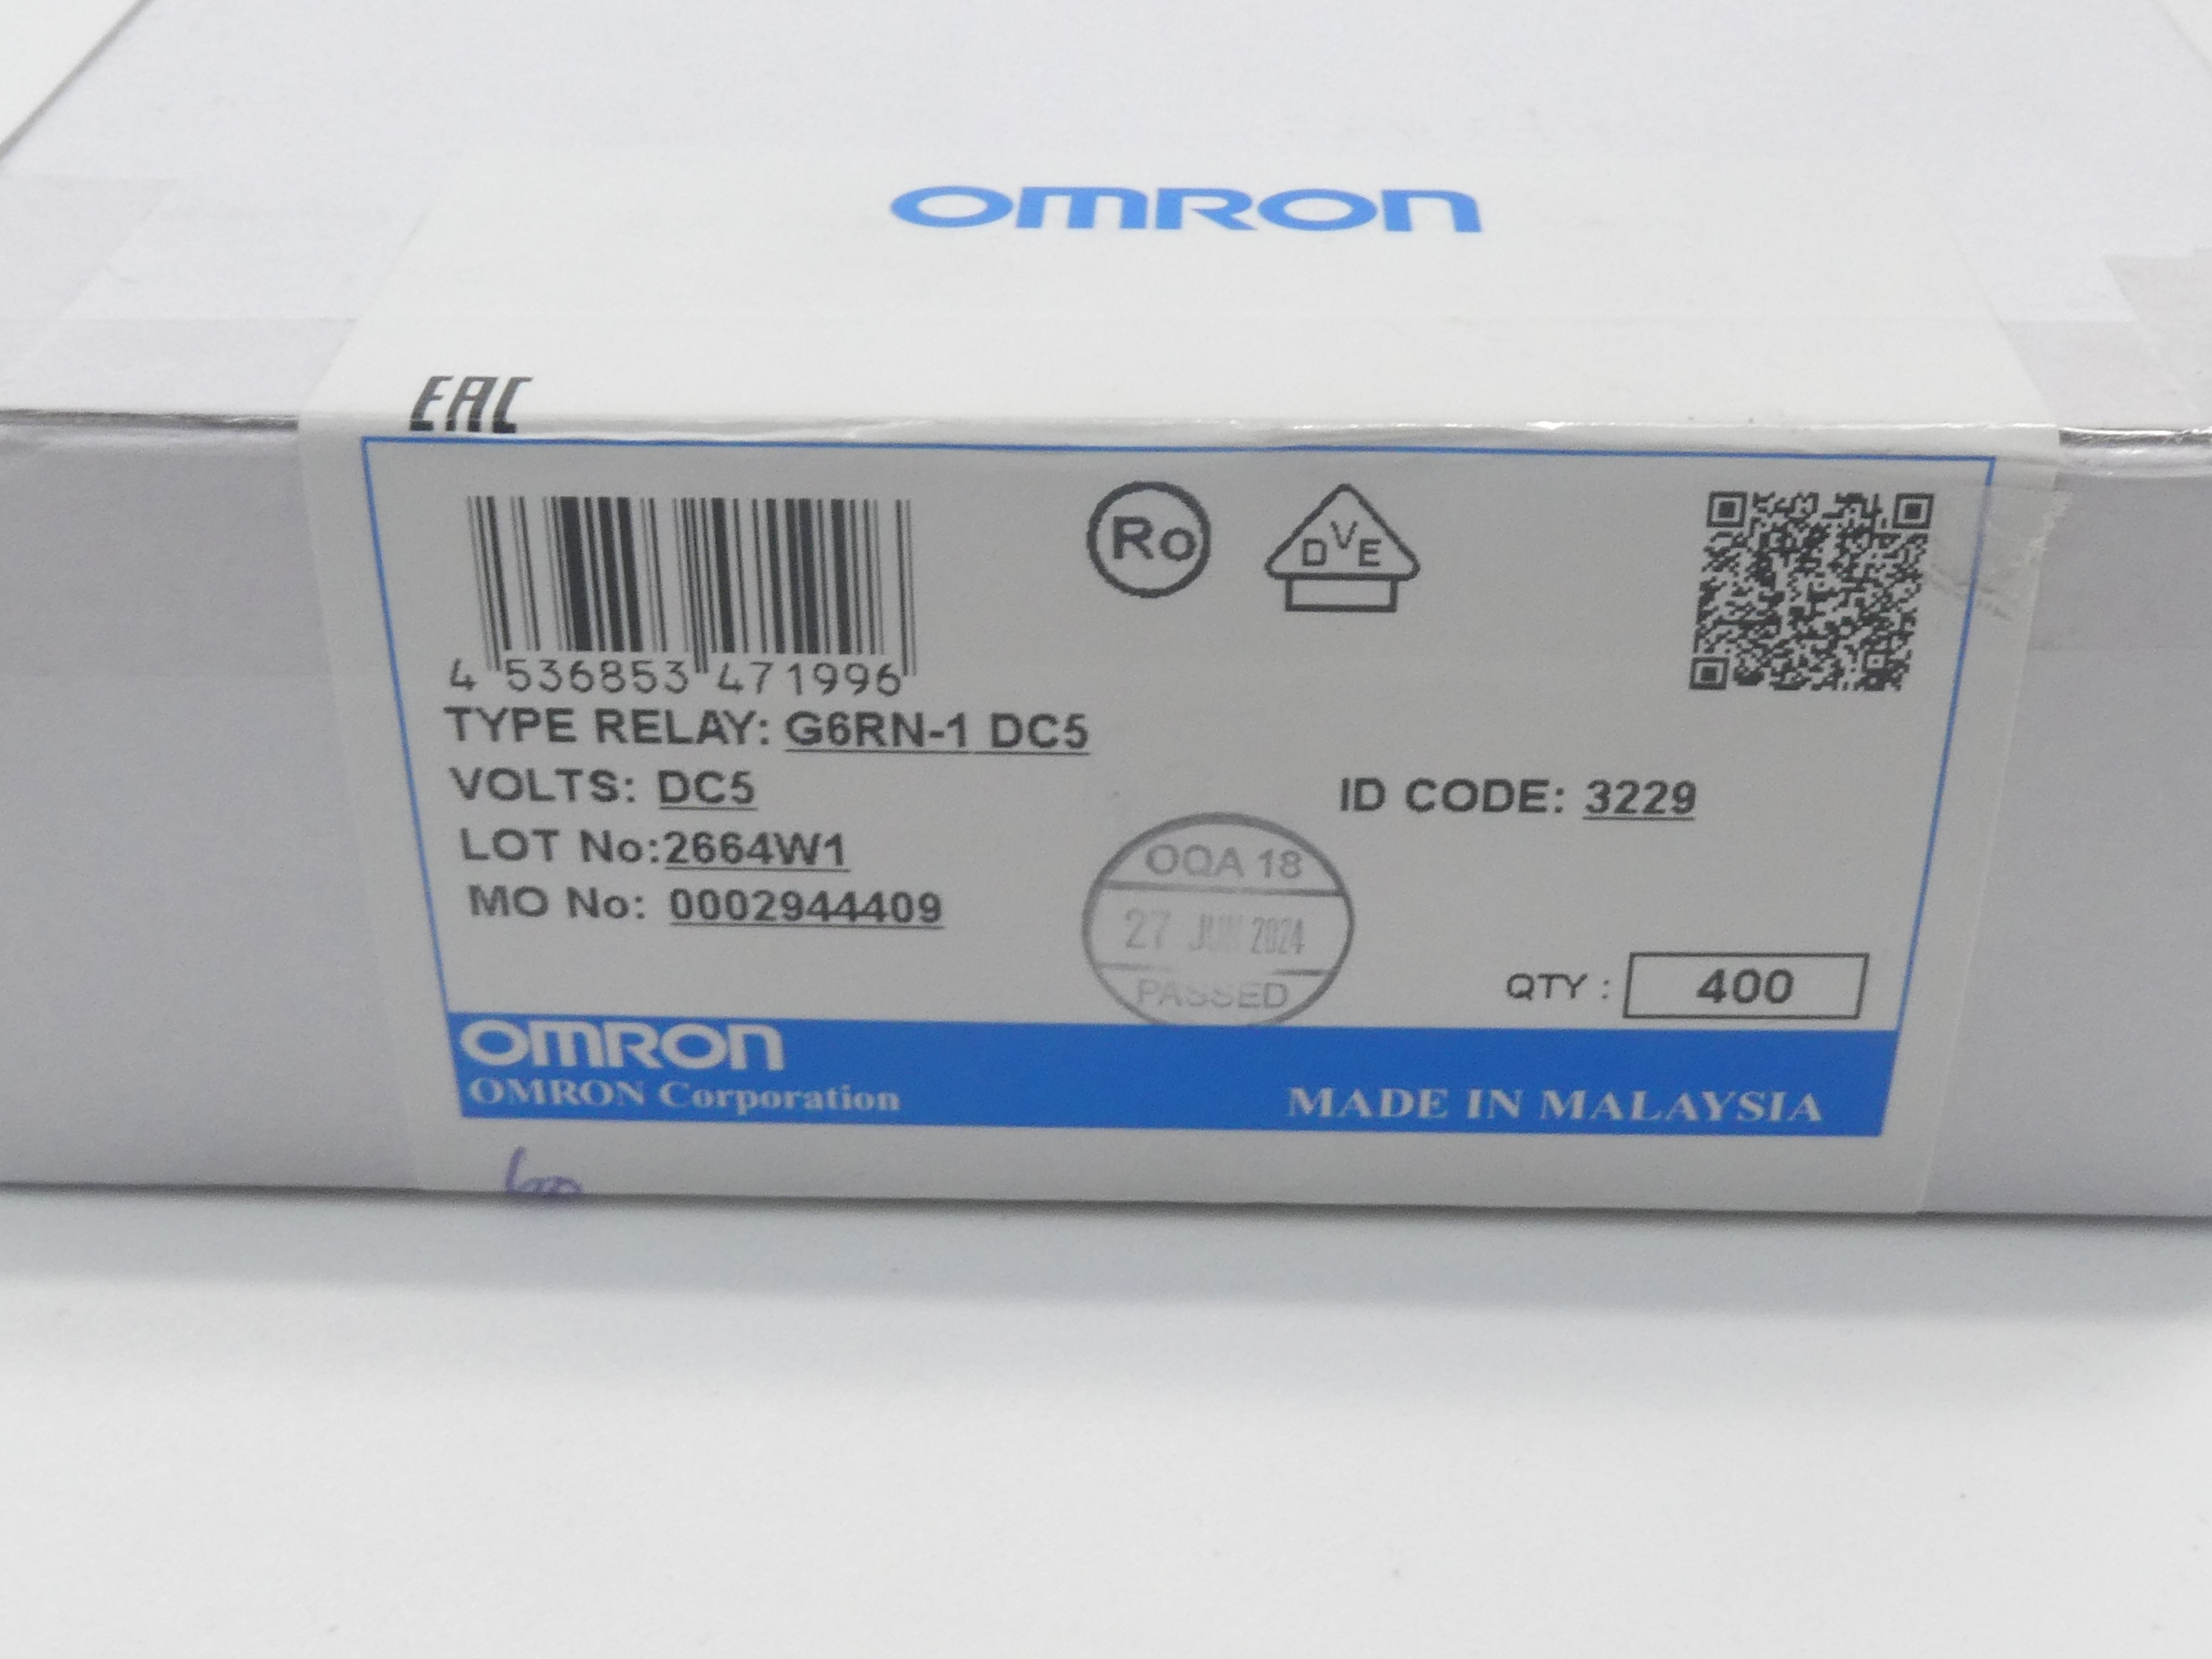 OMRON
EAC
Ro
DVE
4 536853 471996
TYPE RELAY: G6RN-1 DC5
VOLTS: DC5
ID CODE: 3229
LOT No:2664W1
MO No: 0002944409
OQA 18
27 JUN 2024
PASSED
QTY : 400
OMRON
OMRON Corporation
MADE IN MALAYSIA